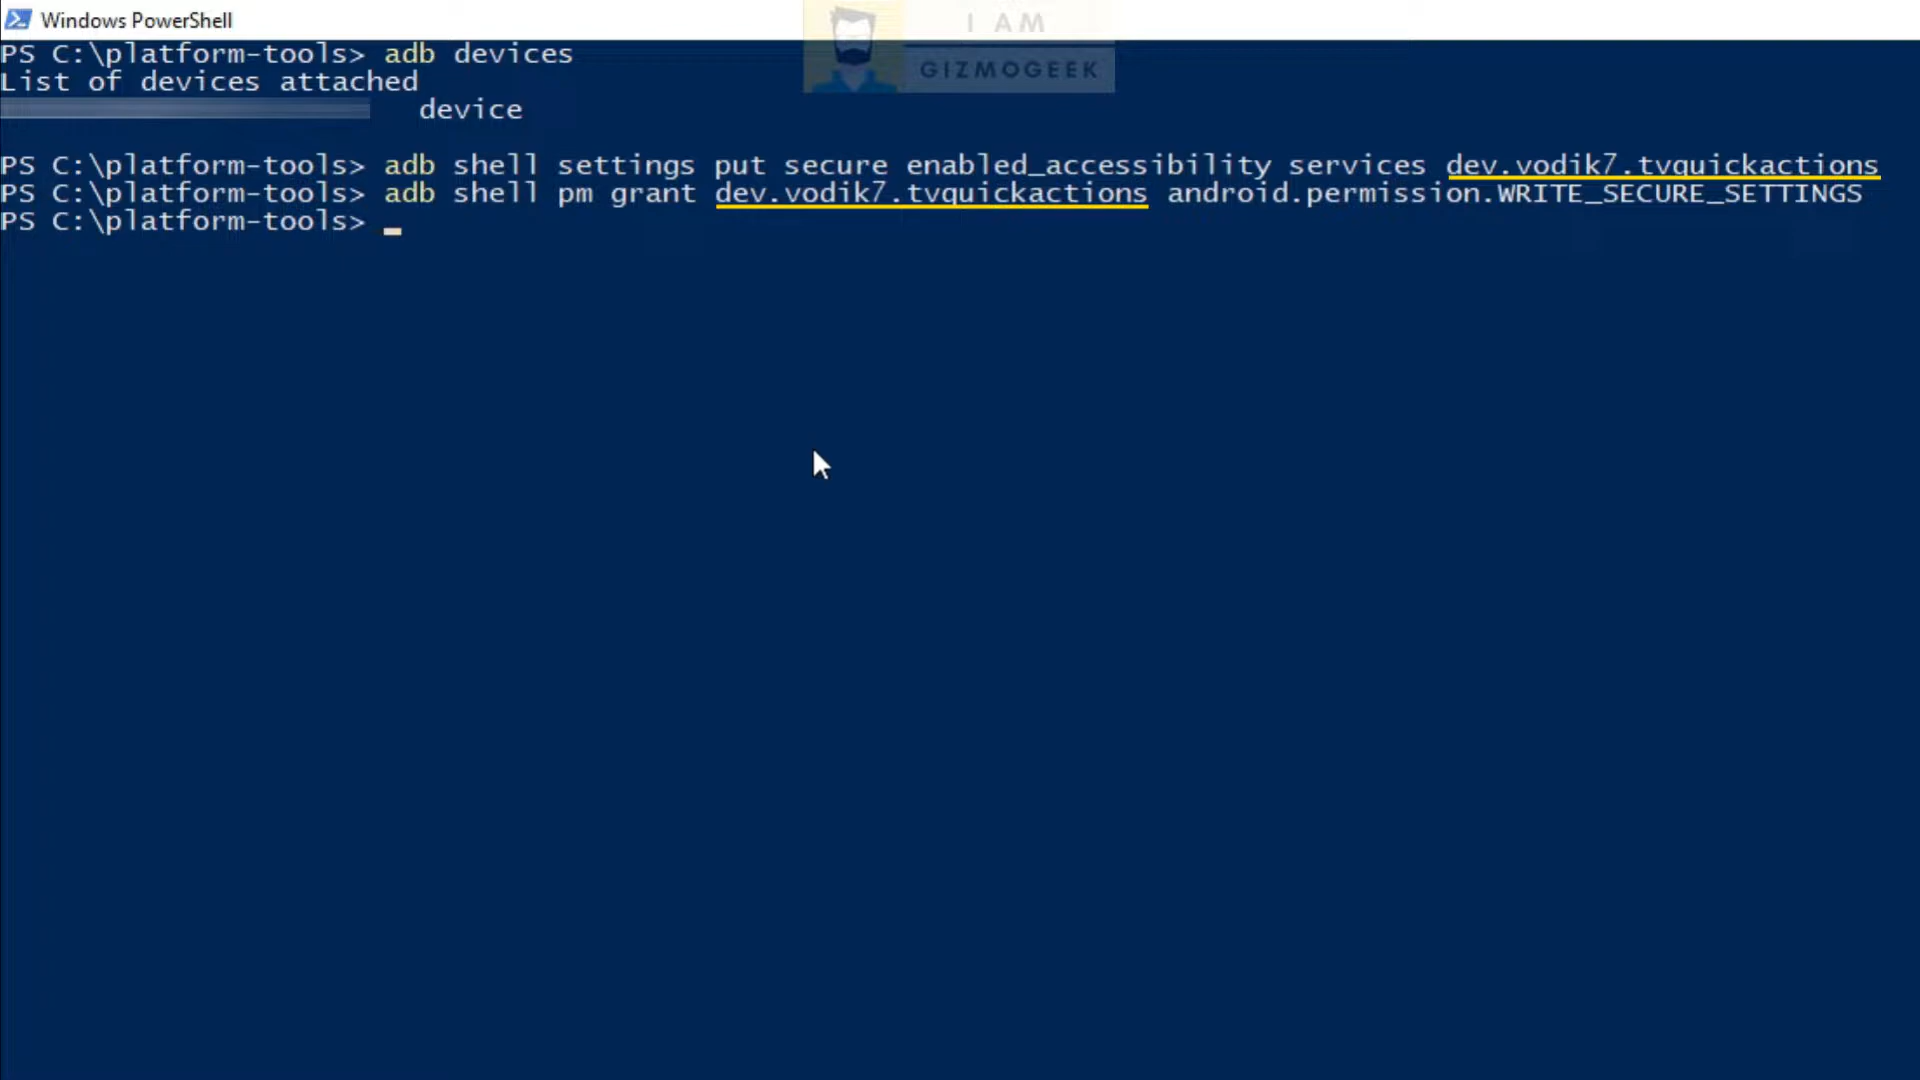 Windows PowerShell
I AM
GIZMOGEEK
PS C:\platform-tools> adb devices
List of devices attached
device
PS C:\platform-tools> adb shell settings put secure enabled_accessibility services dev.vodik7.tvquickactions
PS C:\platform-tools> adb shell pm grant dev.vodik7.tvquickactions android.permission.WRITE_SECURE_SETTINGS
PS C:\platform-tools>